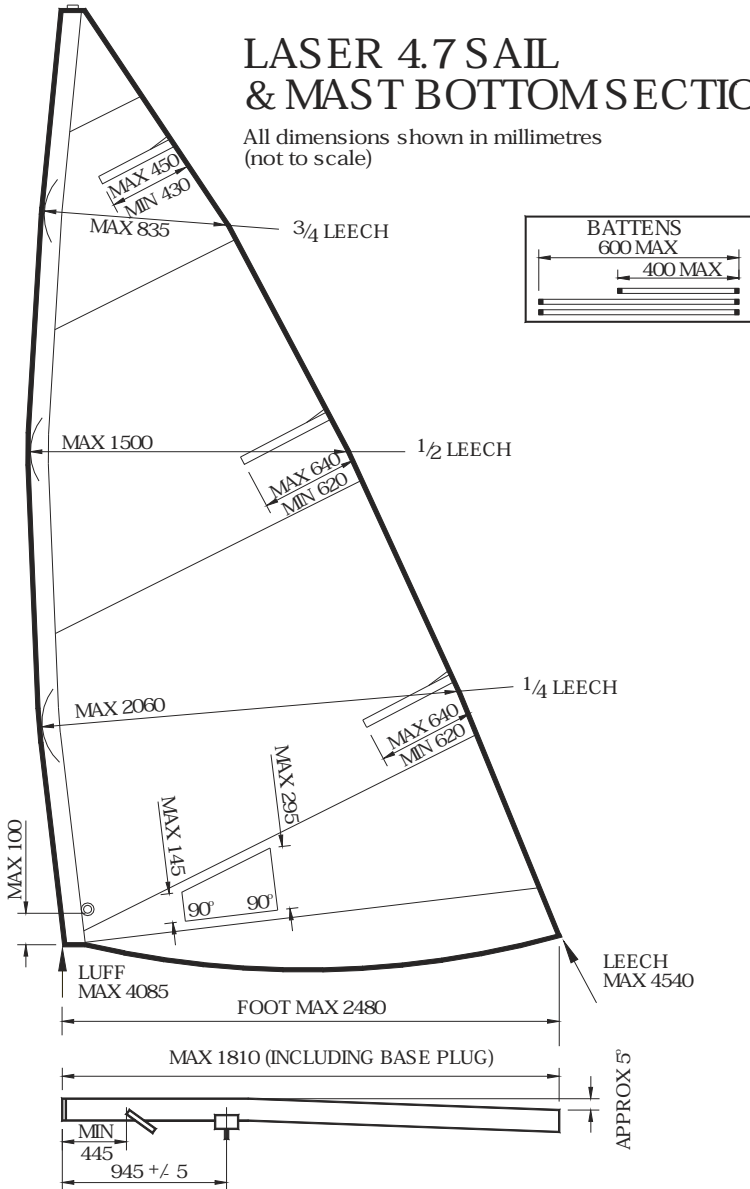 LASER 4.7 SAIL
& MAST BOTTOM SECTIO
All dimensions shown in millimetres
(not to scale)
MAX 450
MIN 430
MAX 835
3/4 LEECH
BATTENS
600 MAX
400 MAX
MAX 1500
1/2 LEECH
MAX 640
MIN 620
1/4 LEECH
MAX 2060
MAX 640
MIN 620
MAX 295
MAX 145
MAX 100
90°
90°
LUFF
MAX 4085
LEECH
MAX 4540
FOOT MAX 2480
MAX 1810 (INCLUDING BASE PLUG)
APPROX 5°
MIN
445
945 +/- 5